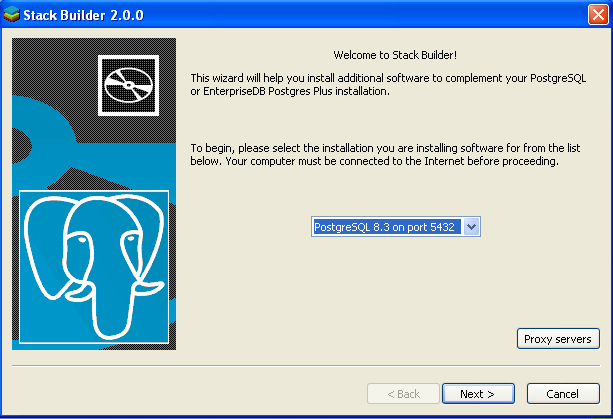 Stack Builder 2.0.0
Welcome to Stack Builder!
This wizard will help you install additional software to complement your PostgreSQL
or EnterpriseDB Postgres Plus installation.
To begin, please select the installation you are installing software for from the list
below. Your computer must be connected to the Internet before proceeding.
PostgreSQL 8.3 on port 5432
Proxy servers
< Back
Next >
Cancel